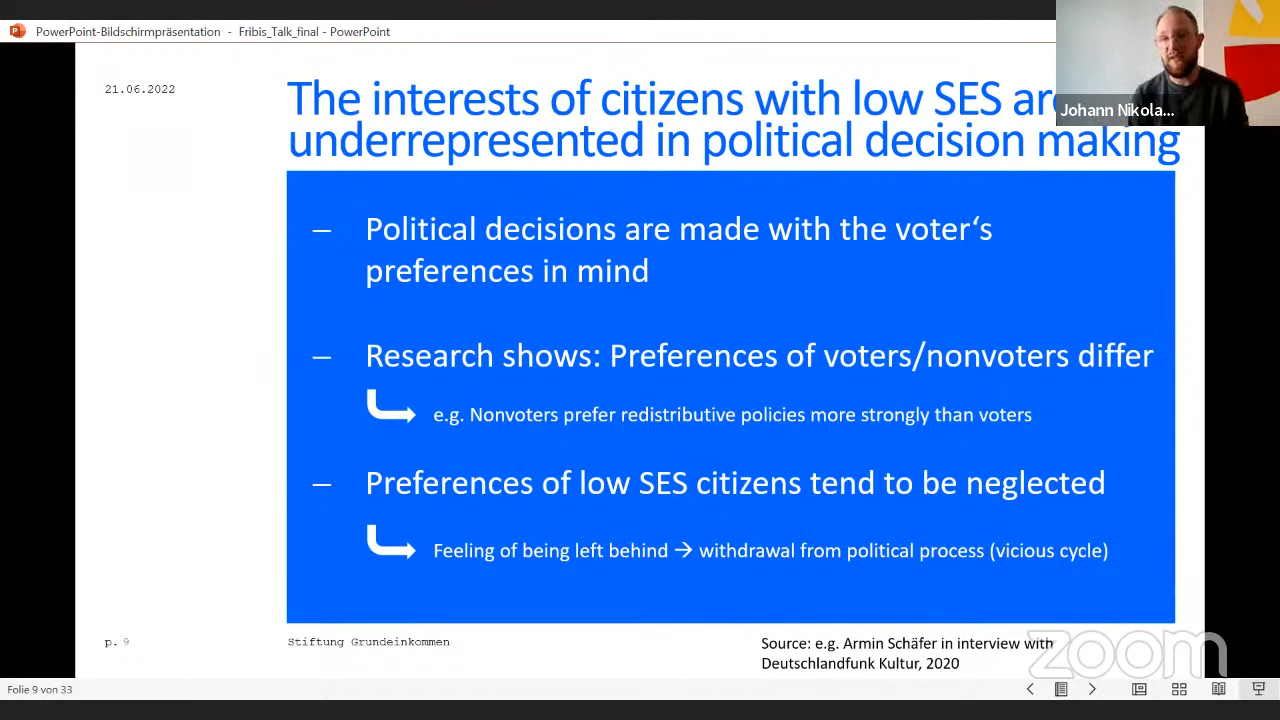 PowerPoint-Bildschirmpräsentation - Fribis_Talk_final - PowerPoint
Johann Nikola...
21.06.2022
The interests of citizens with low SES are
underrepresented in political decision making
– Political decisions are made with the voter‘s
preferences in mind
– Research shows: Preferences of voters/nonvoters differ
e.g. Nonvoters prefer redistributive policies more strongly than voters
– Preferences of low SES citizens tend to be neglected
Feeling of being left behind → withdrawal from political process (vicious cycle)
p. 9
Stiftung Grundeinkommen
Source: e.g. Armin Schäfer in interview with
Deutschlandfunk Kultur, 2020
zoom
Folie 9 von 33